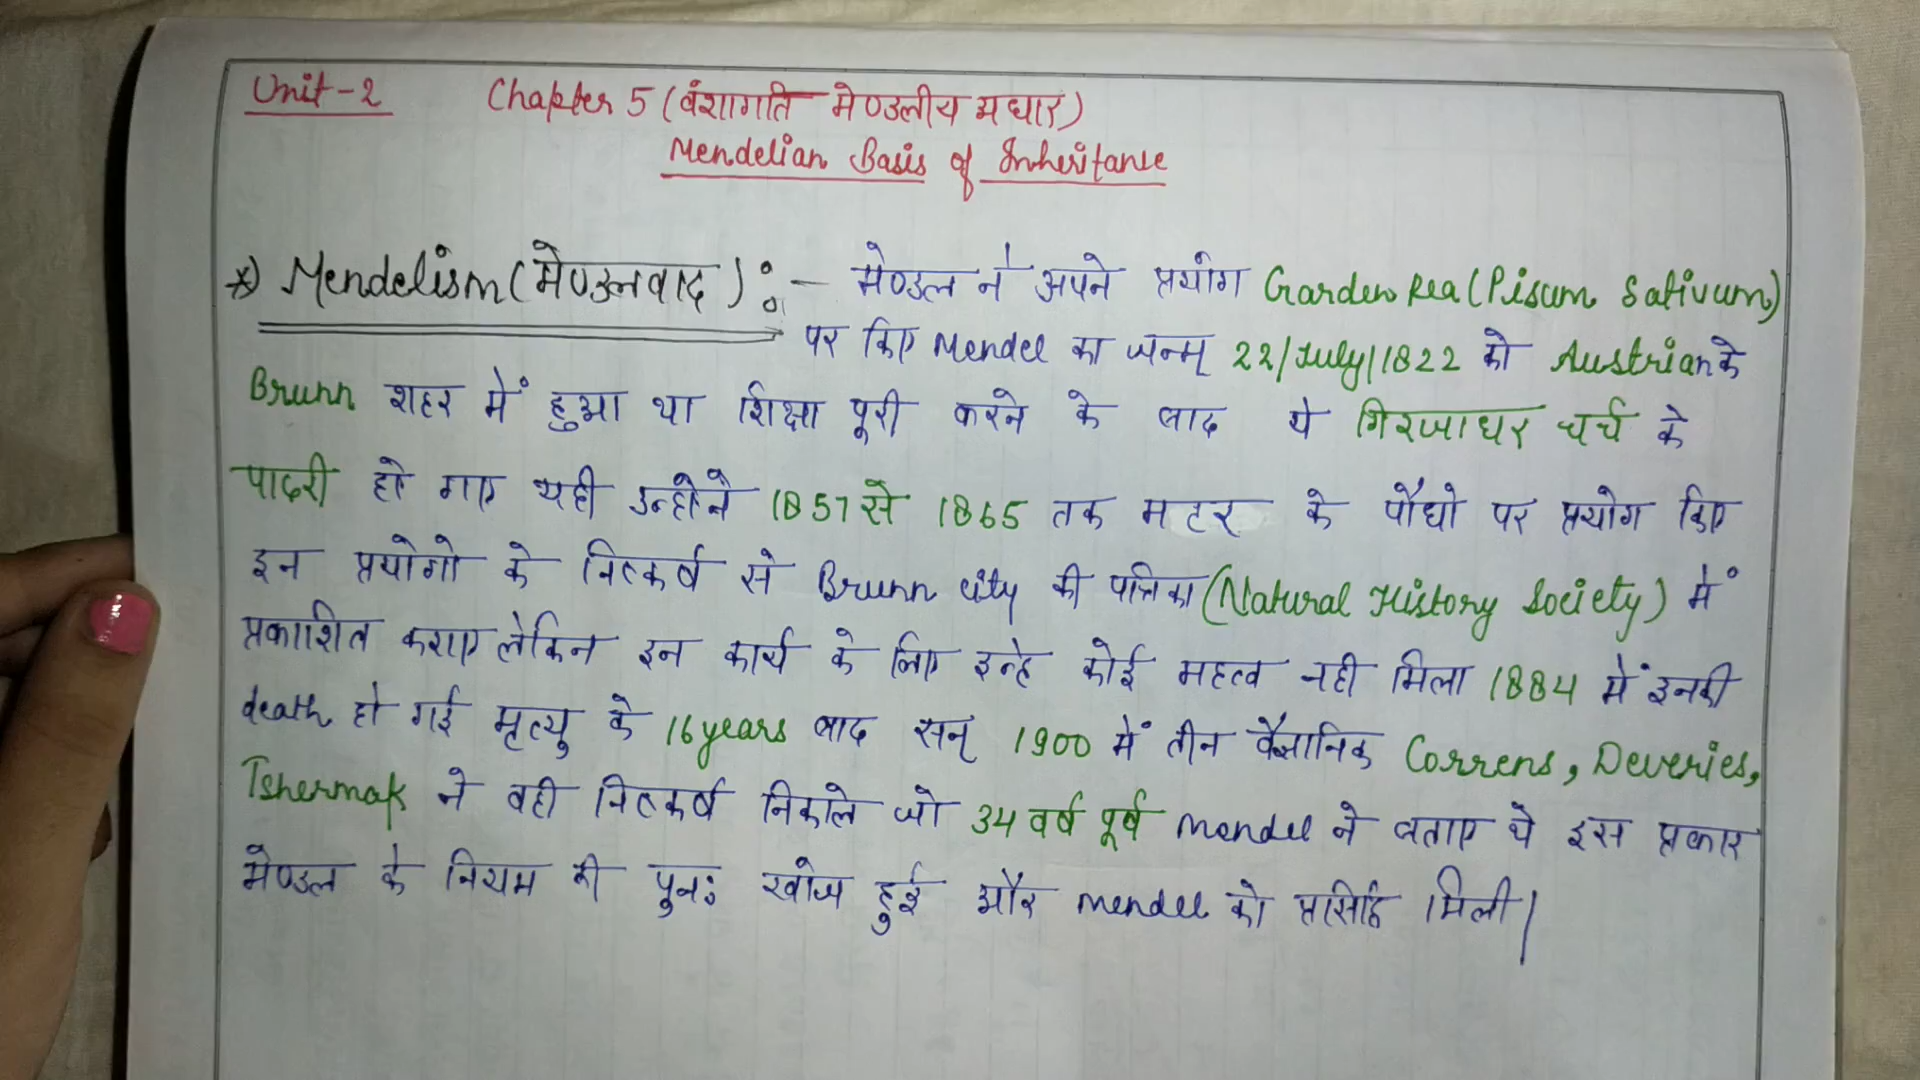 Unit-2 Chapter 5 (वंशागति मेण्डलीय अधार)
Mendelian Basis of Inheritance
*) Mendelism (मेण्डलवाद) :- मेण्डल ने अपने प्रयोग Garden Pea (Pisum Sativum)
पर किए Mendel का जन्म 22/July/1822 को Austrian के
Brunn शहर में हुआ था शिक्षा पूरी करने के बाद ये गिरजाघर चर्च के
पादरी हो गए यही उन्होने 1857 से 1865 तक मटर के पौधो पर प्रयोग किए
इन प्रयोगो के निष्कर्ष से Brunn city की पत्रिका (Natural History Society) में
प्रकाशित कराए लेकिन इन कार्य के लिए इन्हे कोई महत्व नही मिला 1884 में इनकी
death हो गई मृत्यु के 16 years बाद सन् 1900 में तीन वैज्ञानिक Correns, Deveries,
Tshermak ने वही निष्कर्ष निकाले जो 34 वर्ष पूर्व Mendel ने बताए थे इस प्रकार
मेण्डल के नियम की पुनः खोज हुई और Mendel को प्रसिद्धि मिली|